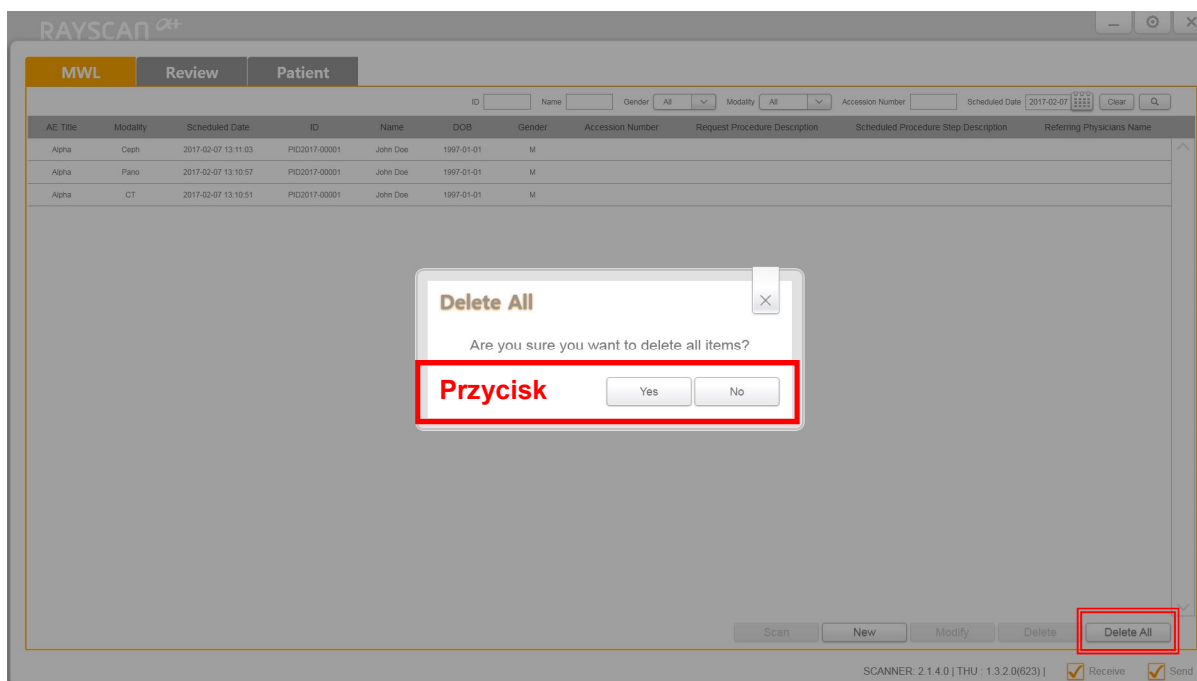 RAYSCAN α+
MWL Review Patient
ID Name Gender All Modality All Accession Number Scheduled Date 2017-02-07 Clear
AE Title Modality Scheduled Date ID Name DOB Gender Accession Number Request Procedure Description Scheduled Procedure Step Description Referring Physicians Name
Alpha Ceph 2017-02-07 13:11:03 PID2017-00001 John Doe 1997-01-01 M
Alpha Pano 2017-02-07 13:10:57 PID2017-00001 John Doe 1997-01-01 M
Alpha CT 2017-02-07 13:10:51 PID2017-00001 John Doe 1997-01-01 M
Delete All
Are you sure you want to delete all items?
Przycisk Yes No
Scan New Modify Delete Delete All
SCANNER: 2.1.4.0 | THU : 1.3.2.0(623) | Receive Send